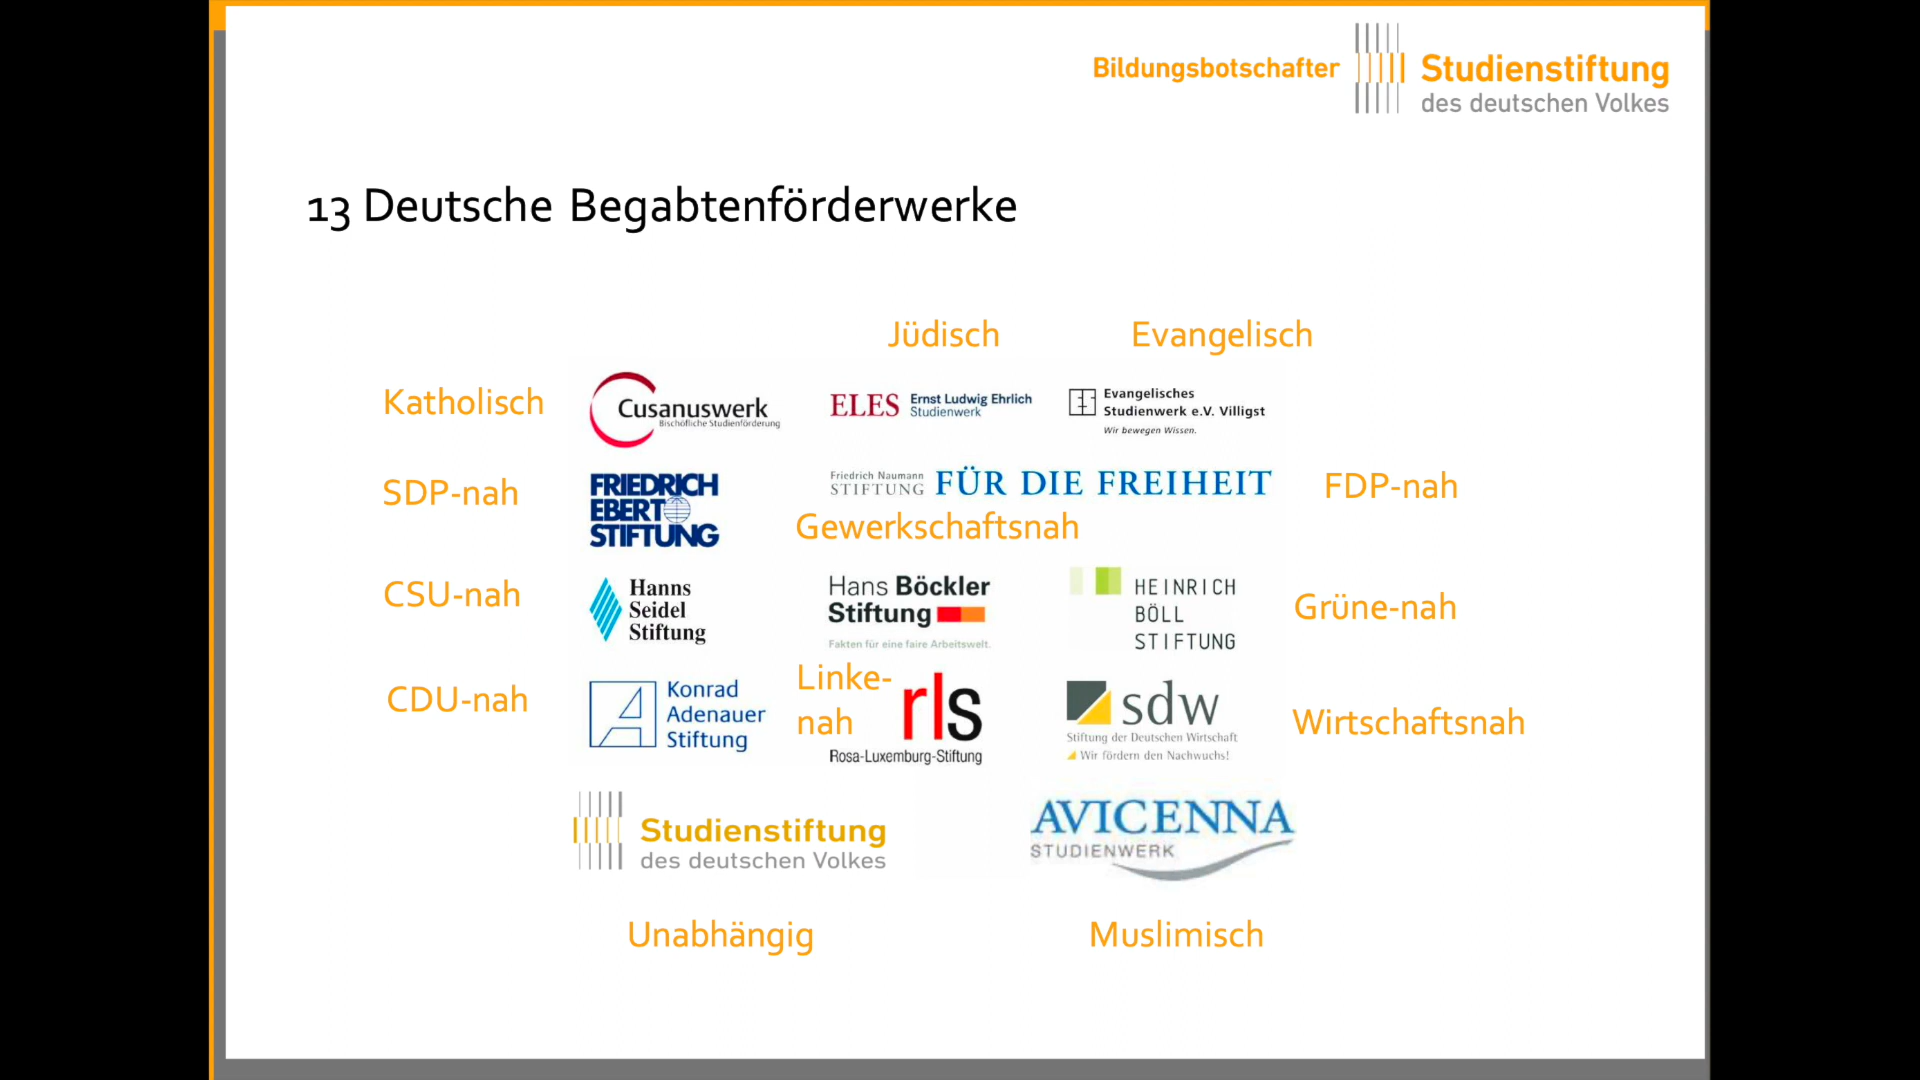 Bildungsbotschafter
Studienstiftung
des deutschen Volkes
13 Deutsche Begabtenförderwerke
Jüdisch
Evangelisch
Katholisch
Cusanuswerk
Bischöfliche Studienförderung
ELES
Ernst Ludwig Ehrlich
Studienwerk
Evangelisches
Studienwerk e.V. Villigst
Wir bewegen Wissen.
SDP-nah
FRIEDRICH
EBERT
STIFTUNG
Friedrich Naumann
STIFTUNG
FÜR DIE FREIHEIT
FDP-nah
Gewerkschaftsnah
CSU-nah
Hanns
Seidel
Stiftung
Hans Böckler
Stiftung
Fakten für eine faire Arbeitswelt.
HEINRICH
BÖLL
STIFTUNG
Grüne-nah
CDU-nah
Konrad
Adenauer
Stiftung
Linke-
nah
rls
Rosa-Luxemburg-Stiftung
sdw
Stiftung der Deutschen Wirtschaft
Wir fördern den Nachwuchs!
Wirtschaftsnah
Studienstiftung
des deutschen Volkes
AVICENNA
STUDIENWERK
Unabhängig
Muslimisch